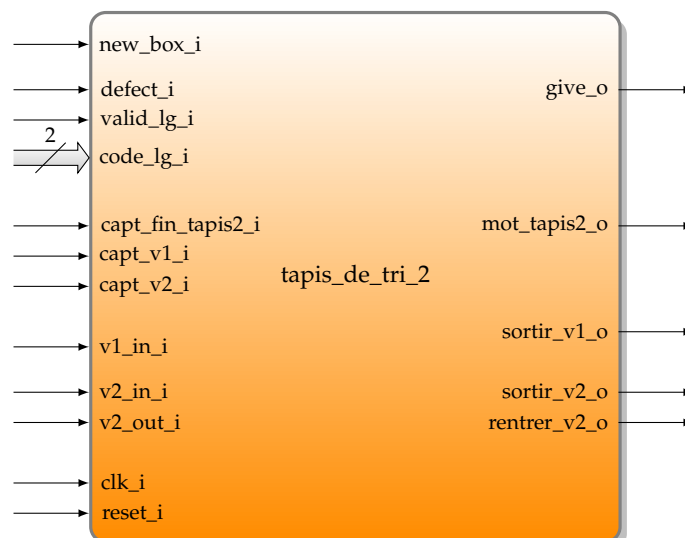 new_box_i
defect_i
give_o
valid_lg_i
2
code_lg_i
capt_fin_tapis2_i
mot_tapis2_o
capt_v1_i
tapis_de_tri_2
capt_v2_i
sortir_v1_o
v1_in_i
v2_in_i
sortir_v2_o
v2_out_i
rentrer_v2_o
clk_i
reset_i